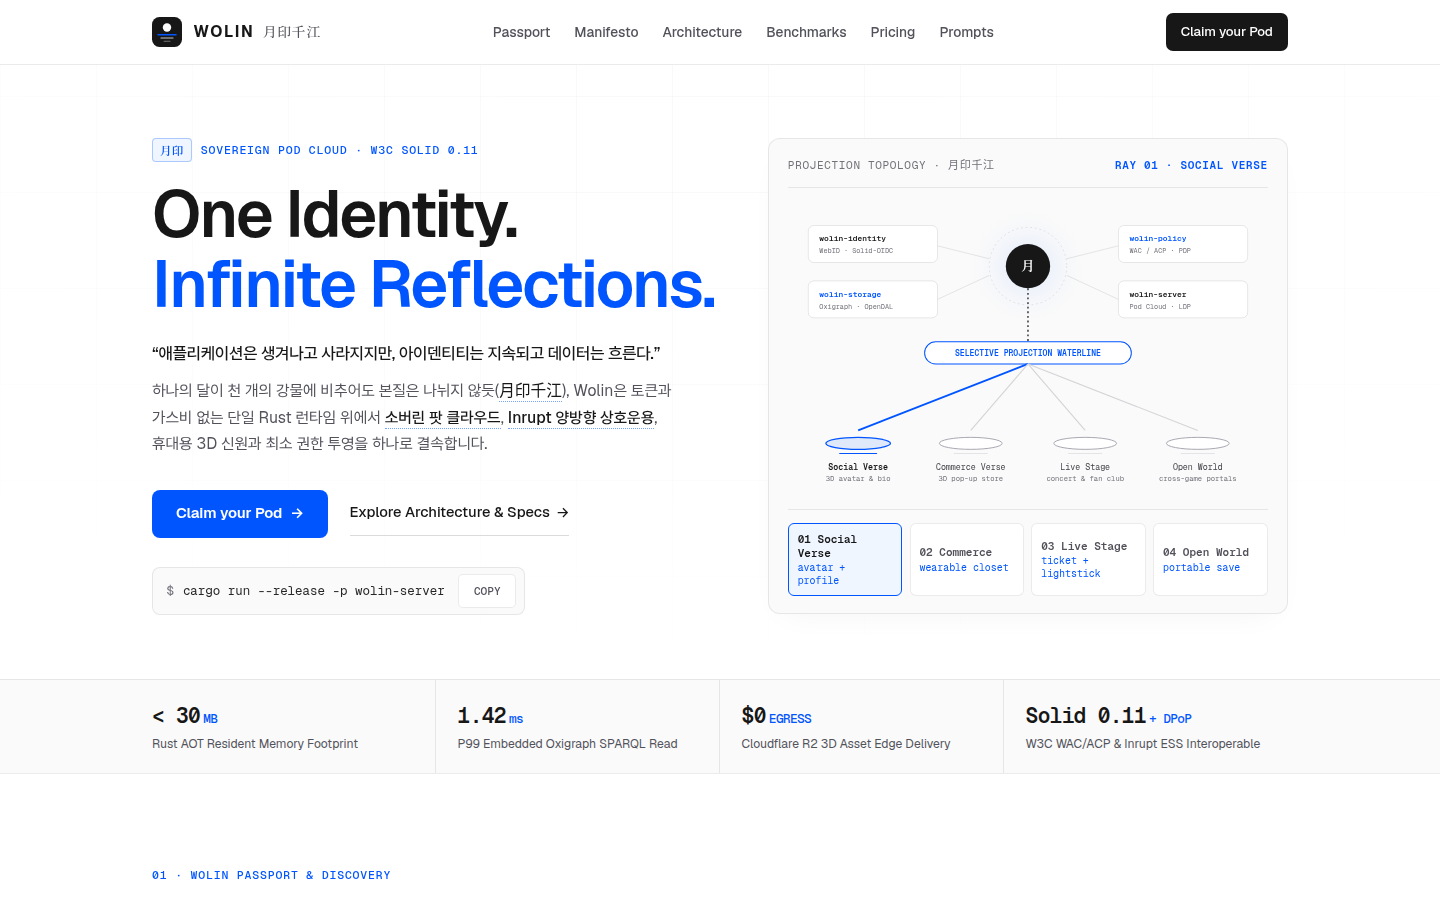 WOLIN 月印千江
Passport
Manifesto
Architecture
Benchmarks
Pricing
Prompts
Claim your Pod
月印 SOVEREIGN POD CLOUD · W3C SOLID 0.11
One Identity.
Infinite Reflections.
“애플리케이션은 생겨나고 사라지지만, 아이덴티티는 지속되고 데이터는 흐른다.”
하나의 달이 천 개의 강물에 비추어도 본질은 나뉘지 않듯(月印千江), Wolin은 토큰과
가스비 없는 단일 Rust 런타임 위에서 소버린 팟 클라우드, Inrupt 양방향 상호운용,
휴대용 3D 신원과 최소 권한 투영을 하나로 결속합니다.
Claim your Pod →
Explore Architecture & Specs →
$ cargo run --release -p wolin-server
COPY
PROJECTION TOPOLOGY · 月印千江
RAY 01 · SOCIAL VERSE
wolin-identity
WebID · Solid-OIDC
wolin-policy
WAC / ACP · PDP
月
wolin-storage
Oxigraph · OpenDAL
wolin-server
Pod Cloud · LDP
SELECTIVE PROJECTION WATERLINE
Social Verse
3D avatar & bio
Commerce Verse
3D pop-up store
Live Stage
concert & fan club
Open World
cross-game portals
01 Social
Verse
avatar +
profile
02 Commerce
wearable closet
03 Live Stage
ticket +
lightstick
04 Open World
portable save
< 30 MB
Rust AOT Resident Memory Footprint
1.42 ms
P99 Embedded Oxigraph SPARQL Read
$0 EGRESS
Cloudflare R2 3D Asset Edge Delivery
Solid 0.11 + DPoP
W3C WAC/ACP & Inrupt ESS Interoperable
01 · WOLIN PASSPORT & DISCOVERY